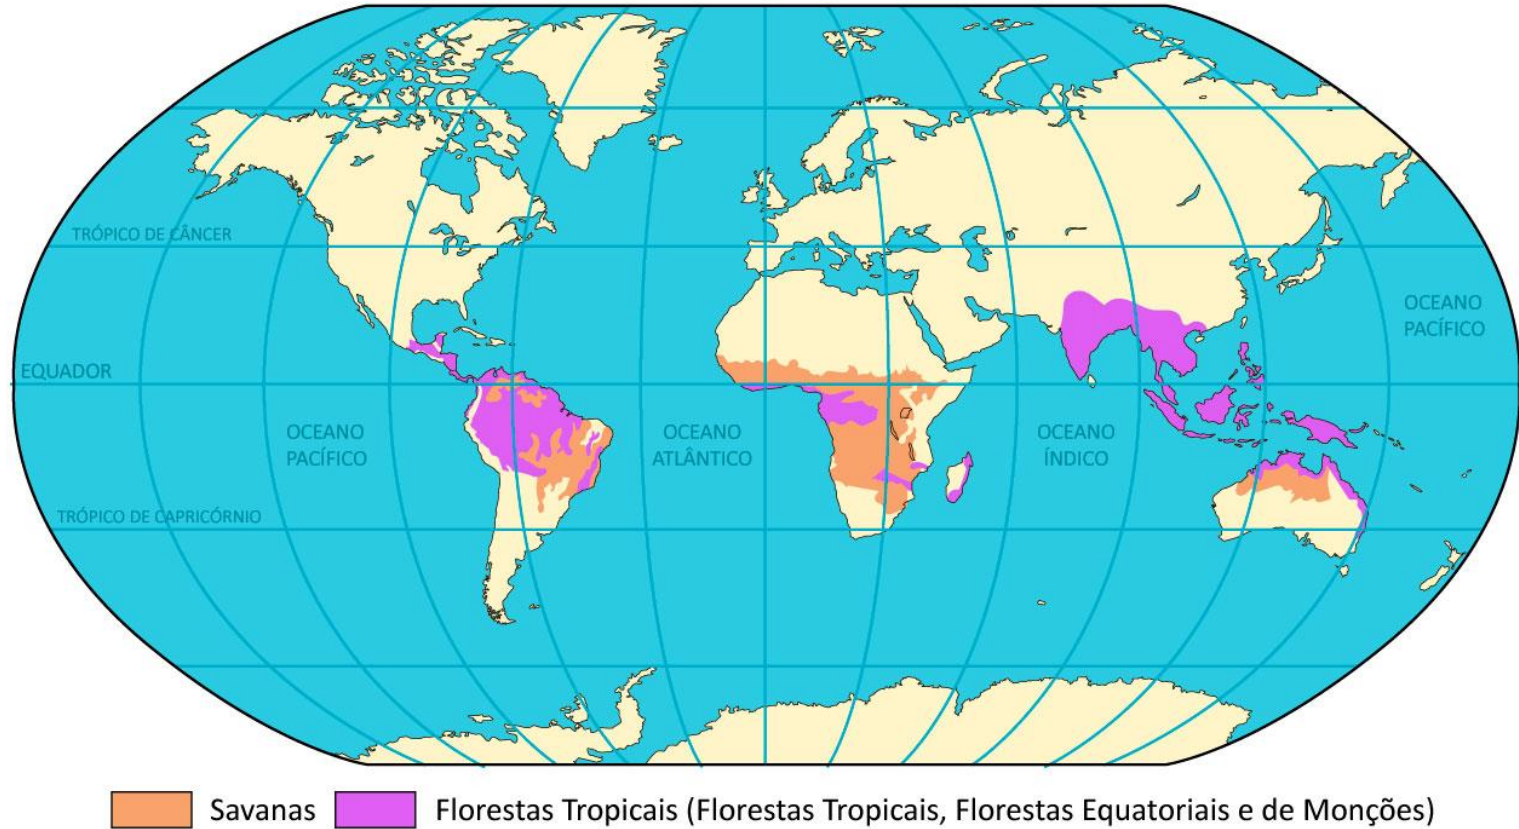 TRÓPICO DE CÂNCER
OCEANO
PACÍFICO
EQUADOR
OCEANO
PACÍFICO
OCEANO
ATLÂNTICO
OCEANO
ÍNDICO
TRÓPICO DE CAPRICÓRNIO
Savanas
Florestas Tropicais (Florestas Tropicais, Florestas Equatoriais e de Monções)